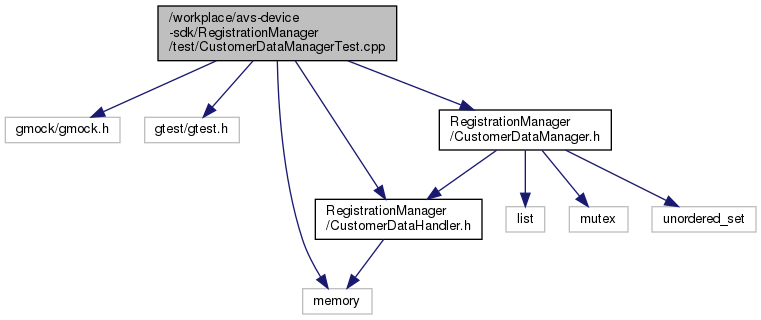 /workplace/avs-device
-sdk/RegistrationManager
/test/CustomerDataManagerTest.cpp
gmock/gmock.h
gtest/gtest.h
RegistrationManager
/CustomerDataManager.h
RegistrationManager
/CustomerDataHandler.h
list
mutex
unordered_set
memory